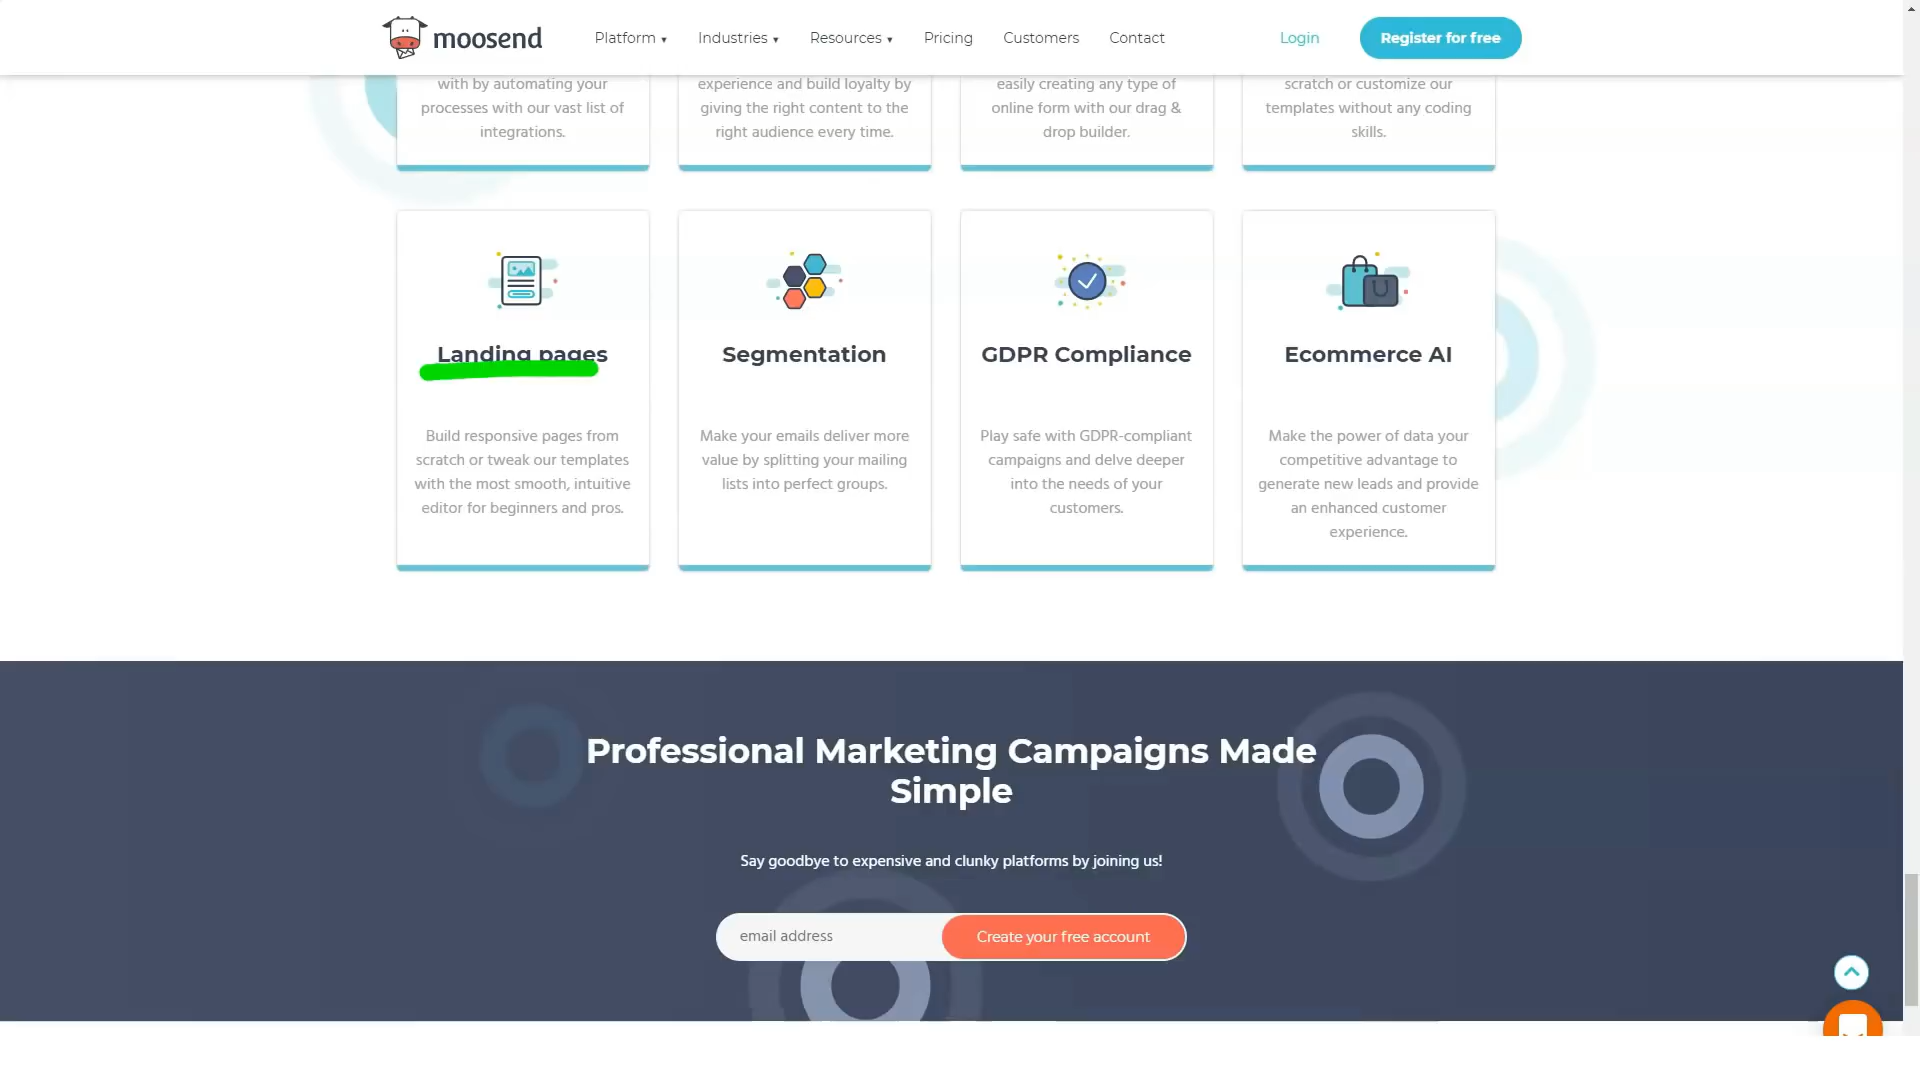 moosend
Platform ▾
Industries ▾
Resources ▾
Pricing
Customers
Contact
Login
Register for free
with by automating your
processes with our vast list of
integrations.
experience and build loyalty by
giving the right content to the
right audience every time.
easily creating any type of
online form with our drag &
drop builder.
scratch or customize our
templates without any coding
skills.
Landing pages
Build responsive pages from
scratch or tweak our templates
with the most smooth, intuitive
editor for beginners and pros.
Segmentation
Make your emails deliver more
value by splitting your mailing
lists into perfect groups.
GDPR Compliance
Play safe with GDPR-compliant
campaigns and delve deeper
into the needs of your
customers.
Ecommerce AI
Make the power of data your
competitive advantage to
generate new leads and provide
an enhanced customer
experience.
Professional Marketing Campaigns Made
Simple
Say goodbye to expensive and clunky platforms by joining us!
email address
Create your free account